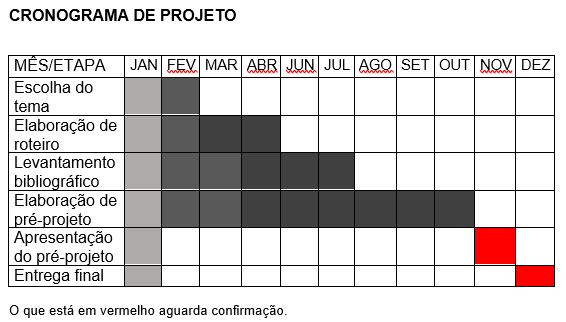 CRONOGRAMA DE PROJETO
MÊS/ETAPA JAN FEV MAR ABR JUN JUL AGO SET OUT NOV DEZ
Escolha do
tema
Elaboração de
roteiro
Levantamento
bibliográfico
Elaboração de
pré-projeto
Apresentação
do pré-projeto
Entrega final
O que está em vermelho aguarda confirmação.